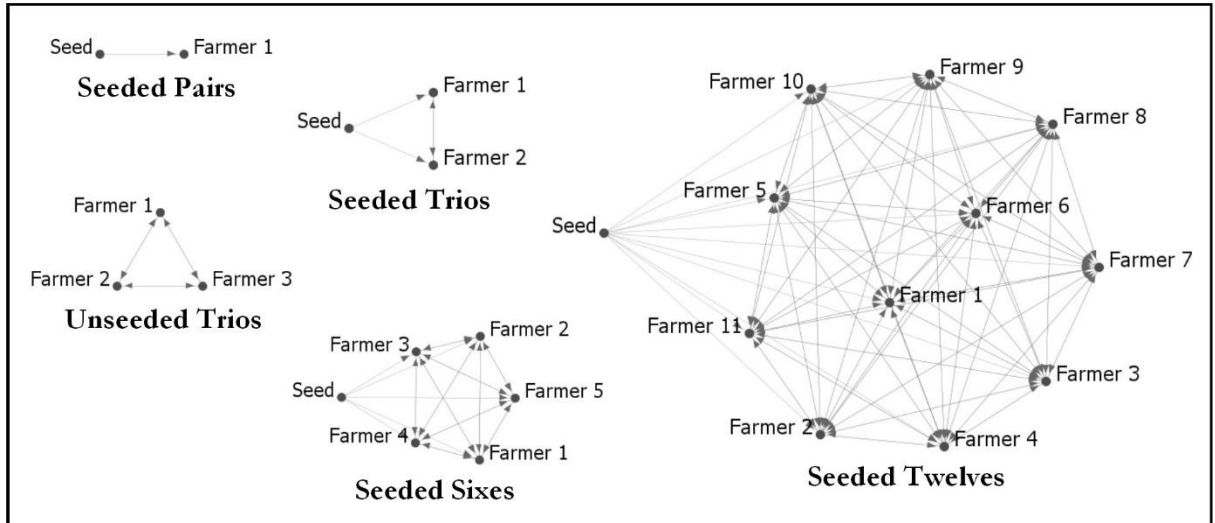 Seed
Farmer 1
Seeded Pairs
Seed
Farmer 1
Farmer 2
Seeded Trios
Farmer 1
Farmer 2
Farmer 3
Unseeded Trios
Seed
Farmer 3
Farmer 2
Farmer 5
Farmer 4
Farmer 1
Seeded Sixes
Seed
Farmer 10
Farmer 9
Farmer 8
Farmer 5
Farmer 6
Farmer 7
Farmer 1
Farmer 11
Farmer 3
Farmer 2
Farmer 4
Seeded Twelves